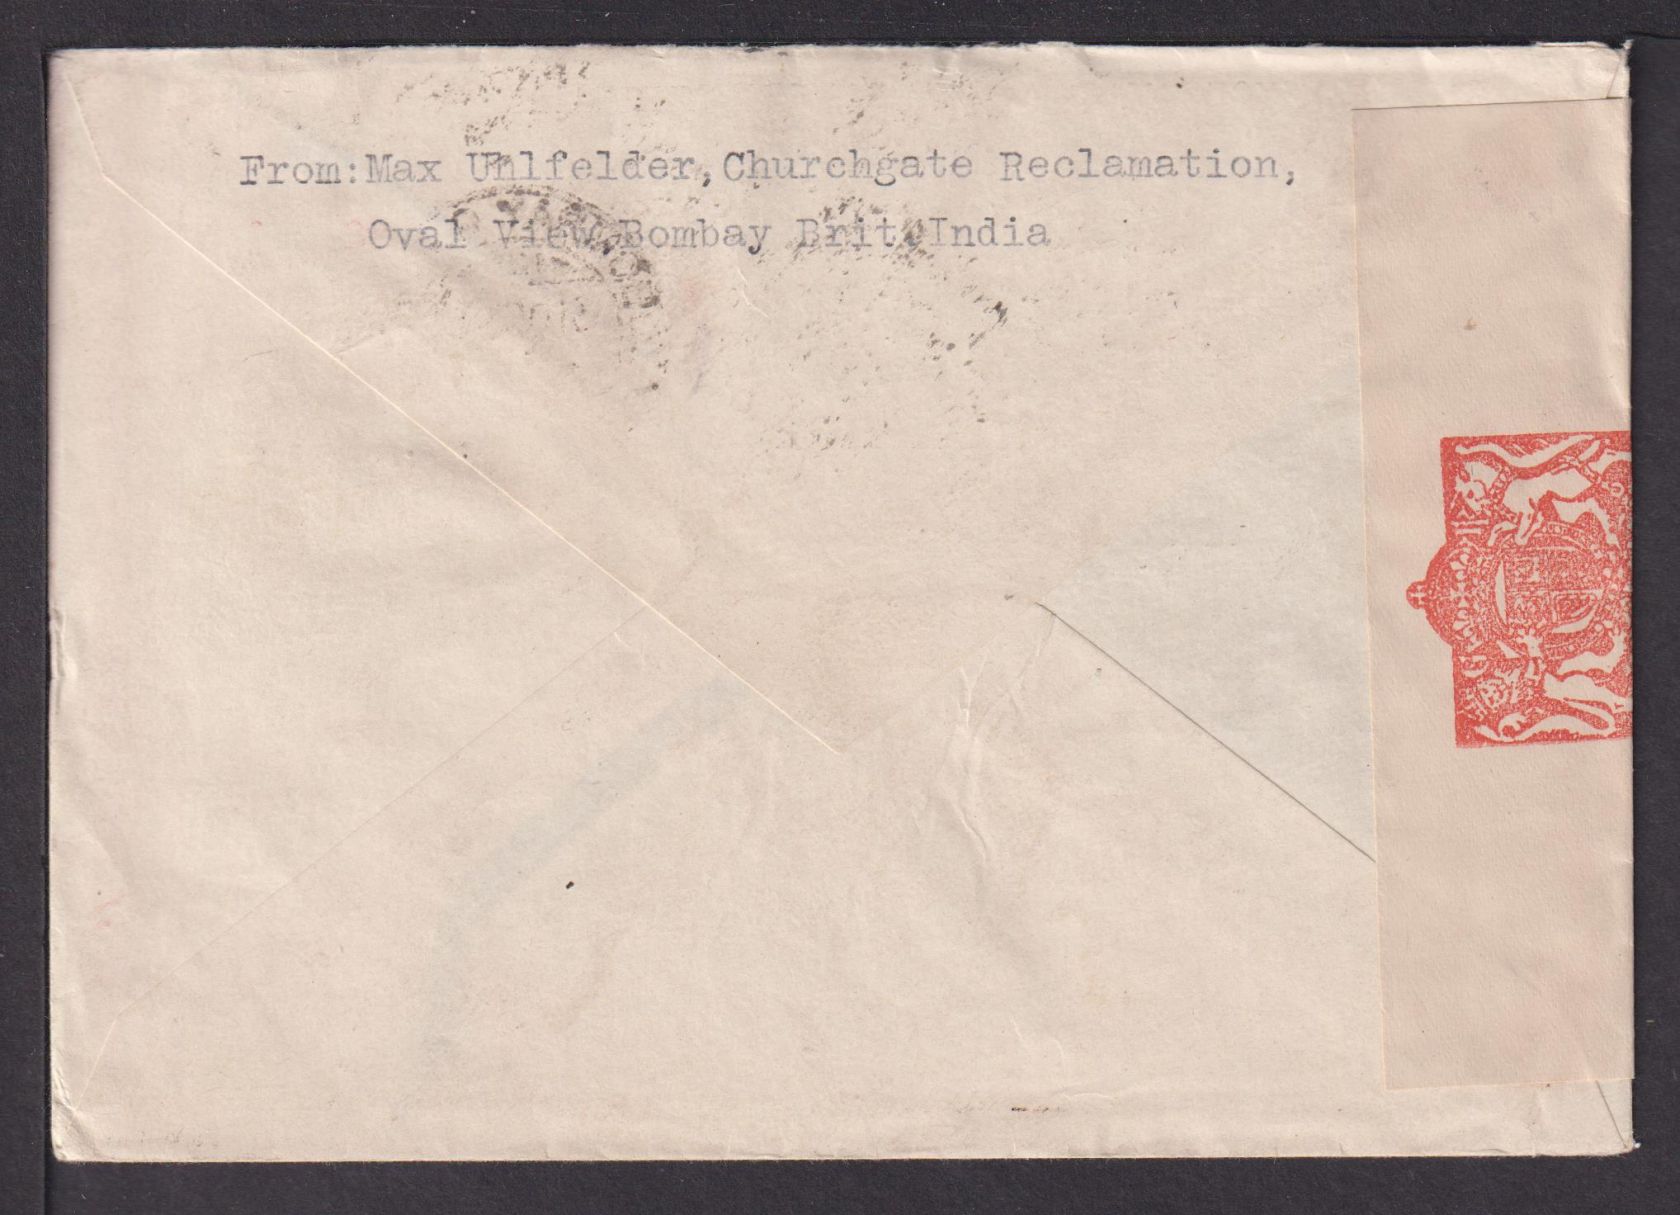 From:Max Uhlfelder,Churchgate Reclamation,
Oval View,Bombay Brit.India